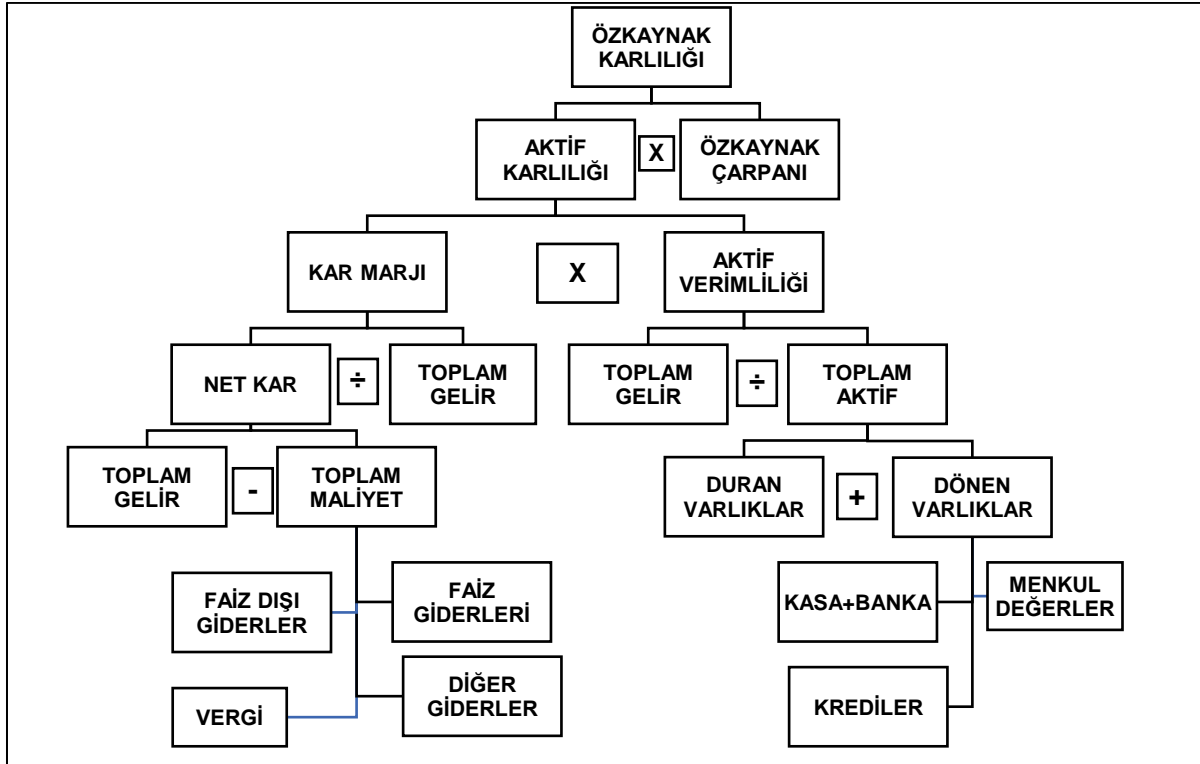 ÖZKAYNAK
KARLILIĞI
AKTİF
KARLILIĞI
X
ÖZKAYNAK
ÇARPANI
KAR MARJI
X
AKTİF
VERİMLİLİĞİ
NET KAR
÷
TOPLAM
GELİR
TOPLAM
GELİR
÷
TOPLAM
AKTİF
TOPLAM
GELİR
-
TOPLAM
MALİYET
DURAN
VARLIKLAR
+
DÖNEN
VARLIKLAR
FAİZ DIŞI
GİDERLER
FAİZ
GİDERLERİ
KASA+BANKA
MENKUL
DEĞERLER
VERGİ
DİĞER
GİDERLER
KREDİLER